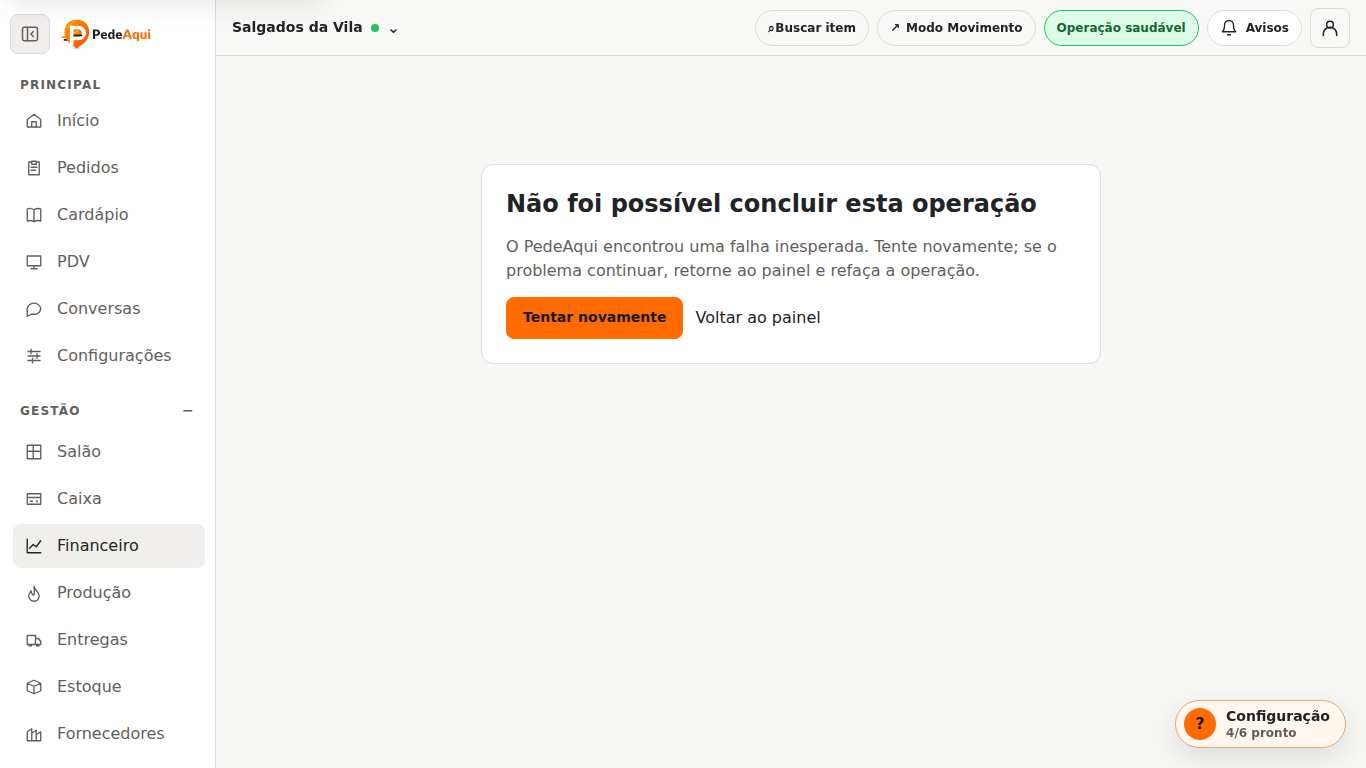 PedeAqui
Salgados da Vila
Buscar item
↗ Modo Movimento
Operação saudável
Avisos
PRINCIPAL
Início
Pedidos
Cardápio
PDV
Conversas
Configurações
GESTÃO −
Salão
Caixa
Financeiro
Produção
Entregas
Estoque
Fornecedores
Não foi possível concluir esta operação
O PedeAqui encontrou uma falha inesperada. Tente novamente; se o
problema continuar, retorne ao painel e refaça a operação.
Tentar novamente
Voltar ao painel
?
Configuração
4/6 pronto